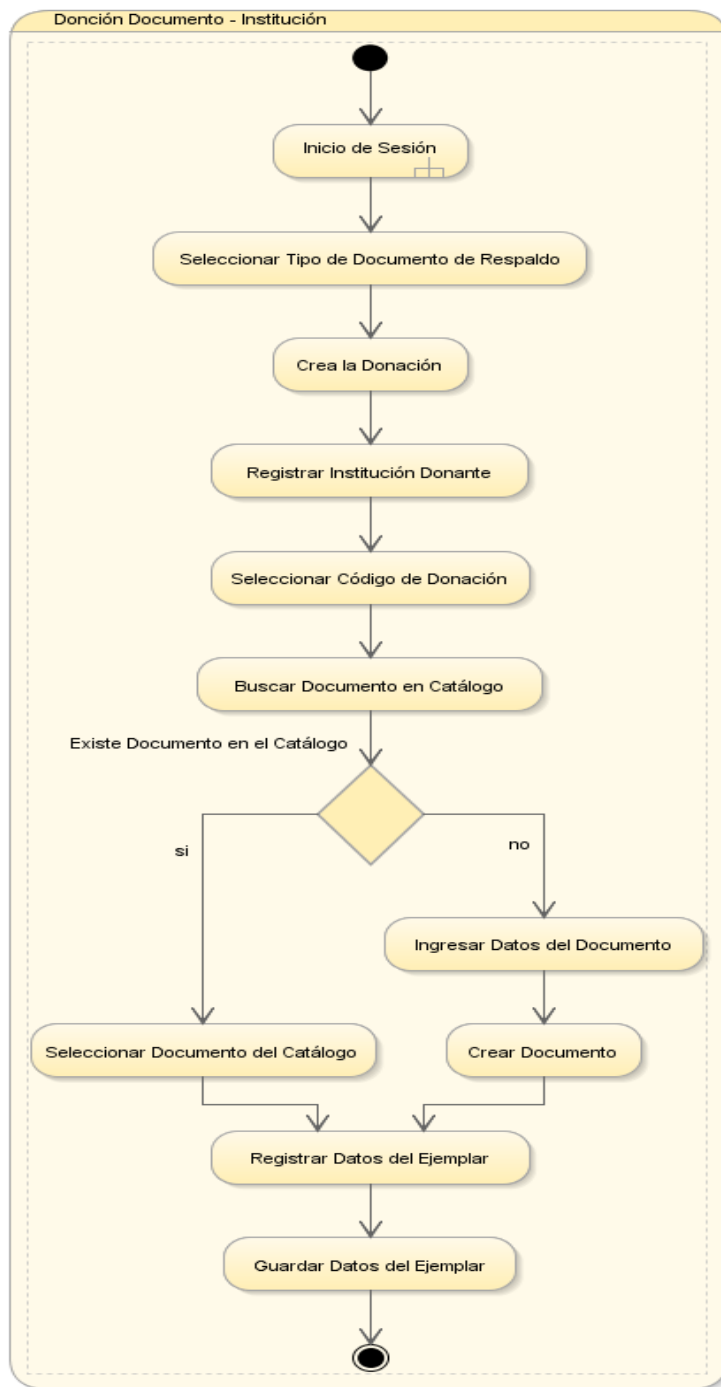 Donción Documento - Institución
Inicio de Sesión
Seleccionar Tipo de Documento de Respaldo
Crea la Donación
Registrar Institución Donante
Seleccionar Código de Donación
Buscar Documento en Catálogo
Existe Documento en el Catálogo
si
no
Ingresar Datos del Documento
Seleccionar Documento del Catálogo
Crear Documento
Registrar Datos del Ejemplar
Guardar Datos del Ejemplar